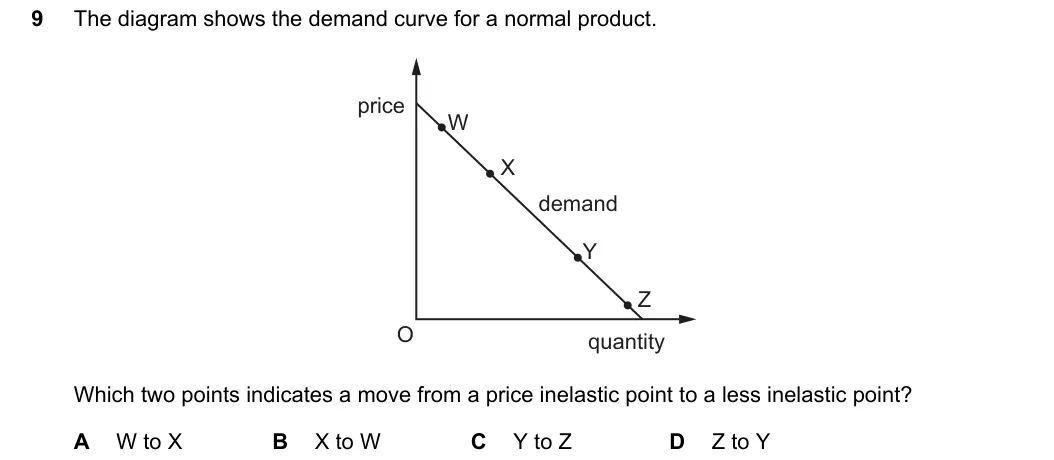 9 The diagram shows the demand curve for a normal product.
price
W
X
demand
Y
Z
O
quantity
Which two points indicates a move from a price inelastic point to a less inelastic point?
A W to X B X to W C Y to Z D Z to Y